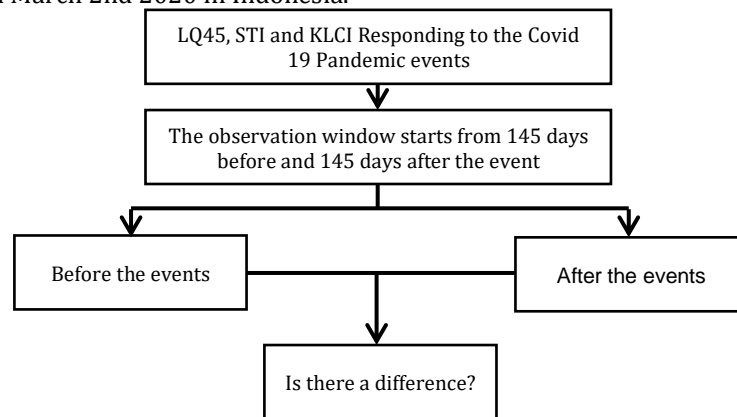 March 2nd 2020 in Indonesia.
LQ45, STI and KLCI Responding to the Covid
19 Pandemic events
The observation window starts from 145 days
before and 145 days after the event
Before the events
After the events
Is there a difference?